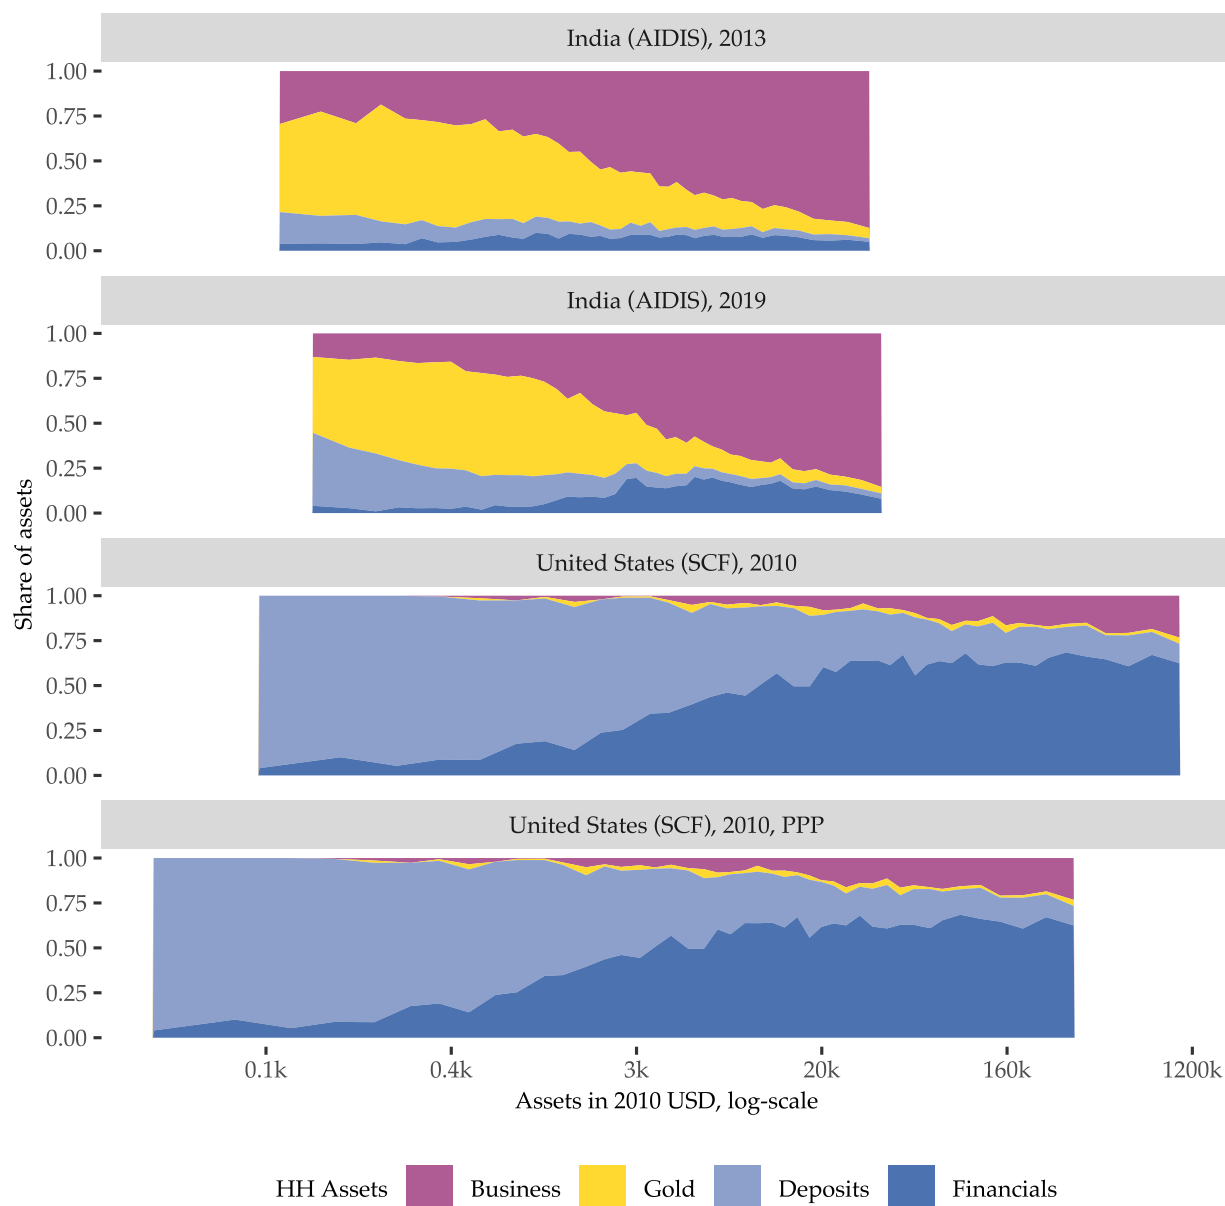 India (AIDIS), 2013
1.00
0.75
0.50
0.25
0.00
India (AIDIS), 2019
1.00
0.75
0.50
0.25
0.00
Share of assets
United States (SCF), 2010
1.00
0.75
0.50
0.25
0.00
United States (SCF), 2010, PPP
1.00
0.75
0.50
0.25
0.00
0.1k 0.4k 3k 20k 160k 1200k
Assets in 2010 USD, log-scale
HH Assets Business Gold Deposits Financials